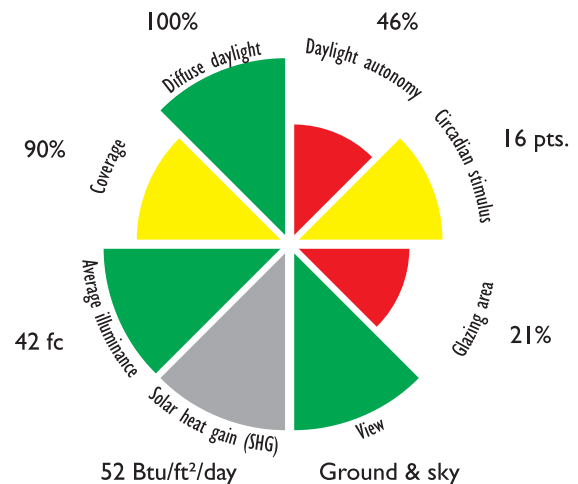 100%
46%
Diffuse daylight
Daylight autonomy
Circadian stimulus
16 pts.
90%
Coverage
Average illuminance
42 fc
Glazing area
21%
Solar heat gain (SHG)
View
52 Btu/ft²/day
Ground & sky